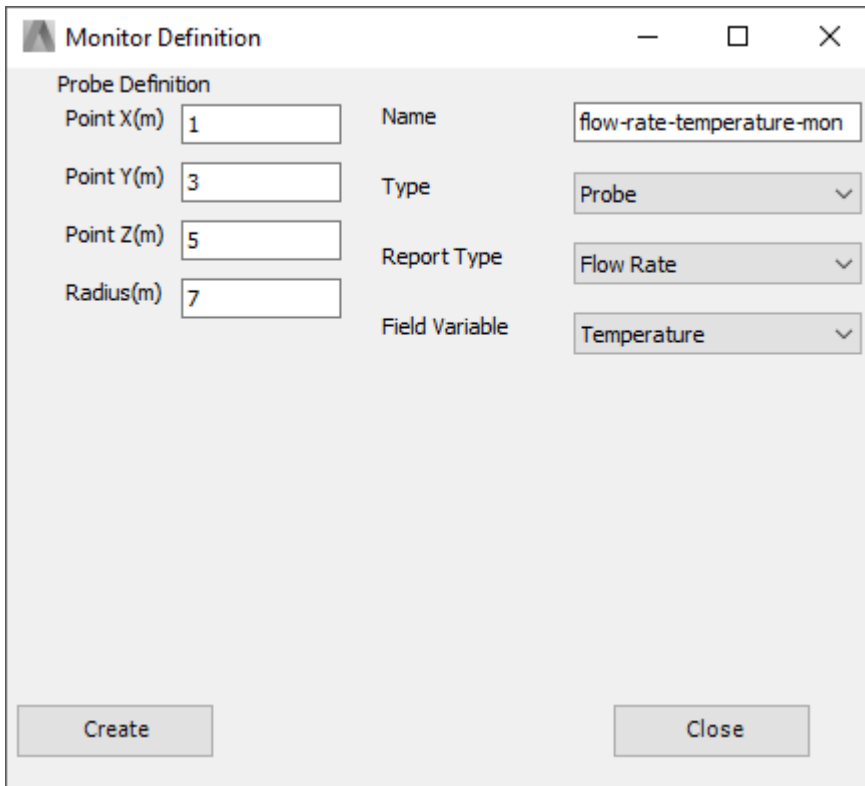 Monitor Definition
Probe Definition
Point X(m) 1
Point Y(m) 3
Point Z(m) 5
Radius(m) 7
Name flow-rate-temperature-mon
Type Probe
Report Type Flow Rate
Field Variable Temperature
Create Close